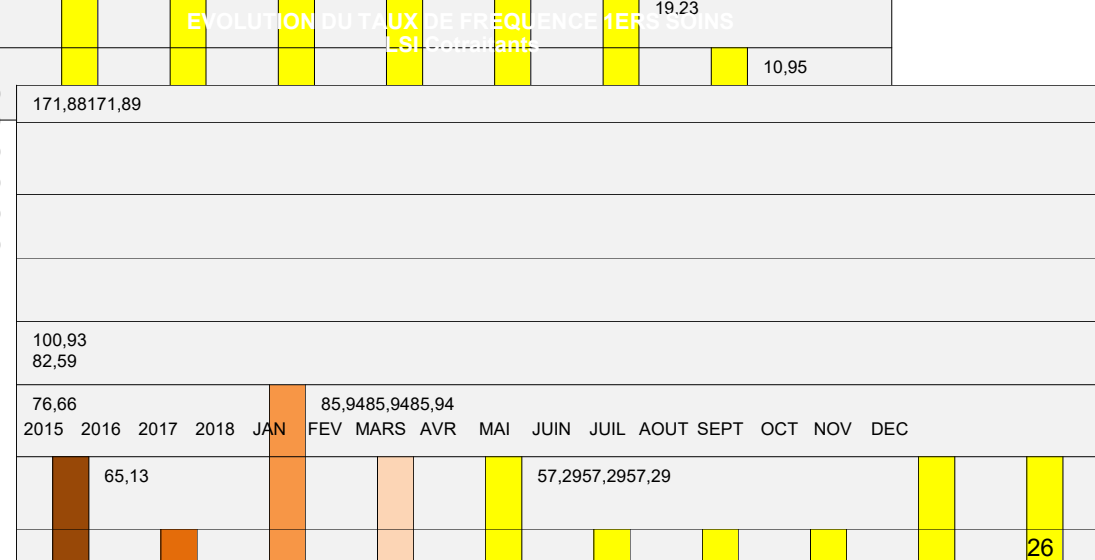 19,23
EVOLUTION DU TAUX DE FREQUENCE 1ERS SOINS
LSI Cotraitants
10,95
171,88171,89
100,93
82,59
76,66 85,9485,9485,94
2015 2016 2017 2018 JAN FEV MARS AVR MAI JUIN JUIL AOUT SEPT OCT NOV DEC
65,13 57,2957,2957,29
26